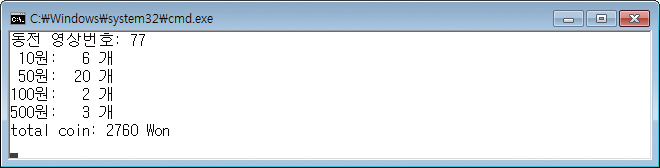 C:\Windows\system32\cmd.exe
동전 영상번호: 77
10원: 6 개
50원: 20 개
100원: 2 개
500원: 3 개
total coin: 2760 Won